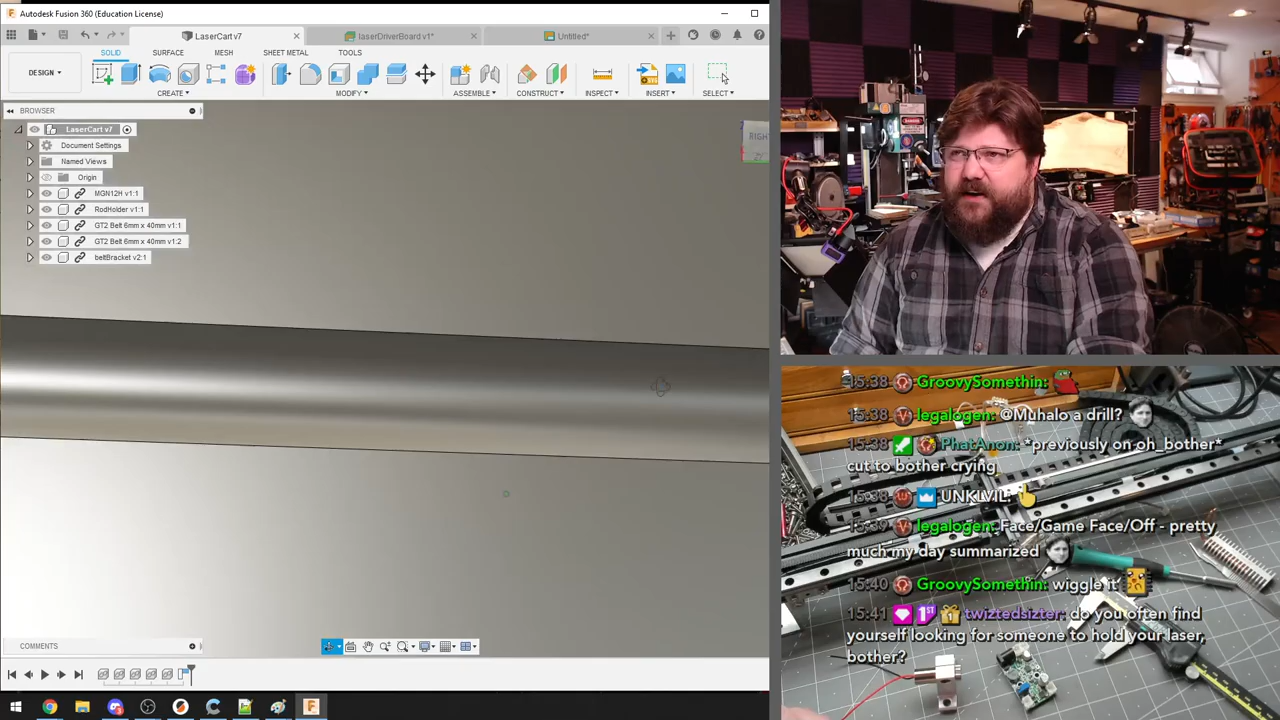 Autodesk Fusion 360 (Education License)
LaserCart v7
laserDriverBoard v1*
Untitled*
SOLID
SURFACE
MESH
SHEET METAL
TOOLS
DESIGN
CREATE
MODIFY
ASSEMBLE
CONSTRUCT
INSPECT
INSERT
SELECT
BROWSER
LaserCart v7
Document Settings
Named Views
Origin
MGN12H v1:1
RodHolder v1:1
GT2 Belt 6mm x 40mm v1:1
GT2 Belt 6mm x 40mm v1:2
beltBracket v2:1
RIGHT
COMMENTS
DANGER
15:38 GroovySomethin:
15:38 legalogen: @Muhalo a drill?
15:38 PhatAnon: *previously on oh_bother*
cut to bother crying
15:38 UNKLVIL:
15:39 legalogen: Face/Game Face/Off - pretty
much my day summarized
15:40 GroovySomethin: wiggle it
15:41 twiztedsizter: do you often find
yourself looking for someone to hold your laser,
bother?